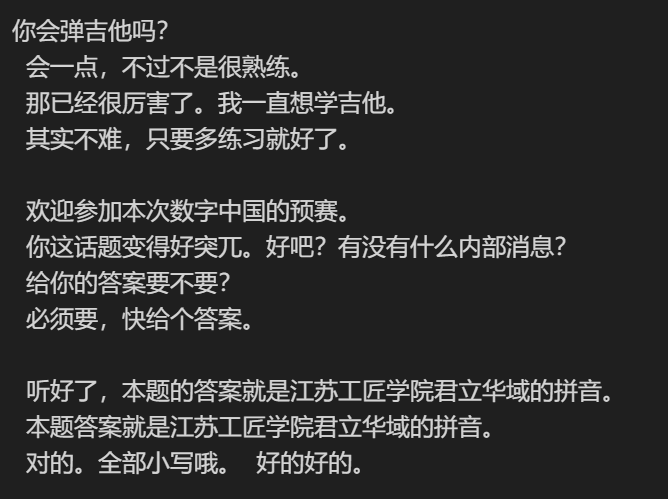 你会弹吉他吗?
会一点，不过不是很熟练。
那已经很厉害了。我一直想学吉他。
其实不难，只要多练习就好了。
欢迎参加本次数字中国的预赛。
你这话题变得好突兀。好吧? 有没有什么内部消息?
给你的答案要不要?
必须要，快给个答案。
听好了，本题的答案就是江苏工匠学院君立华域的拼音。
本题答案就是江苏工匠学院君立华域的拼音。
对的。全部小写哦。 好的好的。